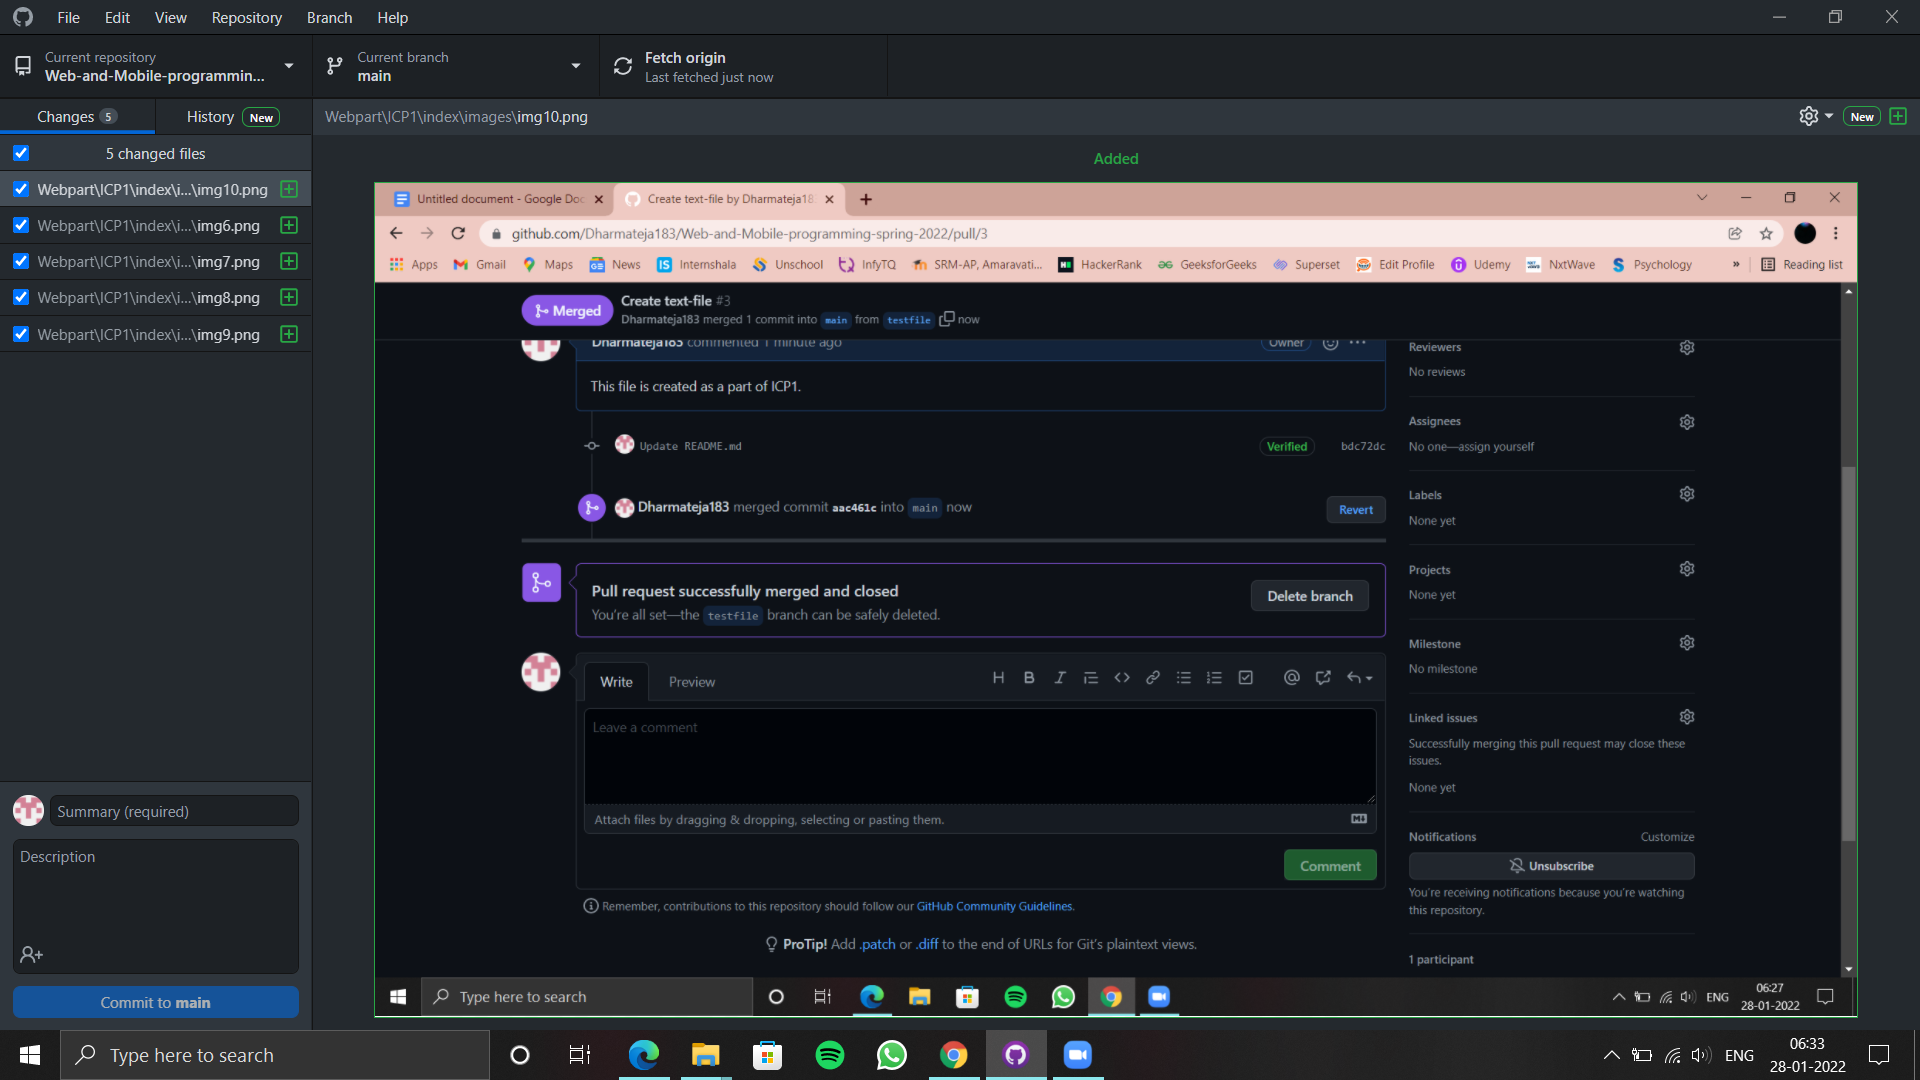 File Edit View Repository Branch Help
Current repository
Web-and-Mobile-programmin...
Current branch
main
Fetch origin
Last fetched just now
Changes 5
History New
Webpart\ICP1\index\images\img10.png
New
5 changed files
Added
Webpart\ICP1\index\i...\img10.png
Webpart\ICP1\index\i...\img6.png
Webpart\ICP1\index\i...\img7.png
Webpart\ICP1\index\i...\img8.png
Webpart\ICP1\index\i...\img9.png
Untitled document - Google Doc
Create text-file by Dharmateja18
github.com/Dharmateja183/Web-and-Mobile-programming-spring-2022/pull/3
Apps Gmail Maps News Internshala Unschool InfyTQ SRM-AP, Amaravati... HackerRank GeeksforGeeks Superset Edit Profile Udemy NxtWave Psychology » Reading list
Merged
Create text-file #3
Dharmateja183 merged 1 commit into main from testfile now
Dharmateja183 commented 1 minute ago
Owner
This file is created as a part of ICP1.
Update README.md
Verified
bdc72dc
Dharmateja183 merged commit aac461c into main now
Revert
Pull request successfully merged and closed
You're all set—the testfile branch can be safely deleted.
Delete branch
Write
Preview
Leave a comment
Attach files by dragging & dropping, selecting or pasting them.
Comment
Remember, contributions to this repository should follow our GitHub Community Guidelines.
ProTip! Add .patch or .diff to the end of URLs for Git's plaintext views.
Reviewers
No reviews
Assignees
No one—assign yourself
Labels
None yet
Projects
None yet
Milestone
No milestone
Linked issues
Successfully merging this pull request may close these
issues.
None yet
Notifications
Customize
Unsubscribe
You're receiving notifications because you're watching
this repository.
1 participant
Type here to search
ENG
06:27
28-01-2022
Summary (required)
Description
Commit to main
Type here to search
ENG
06:33
28-01-2022